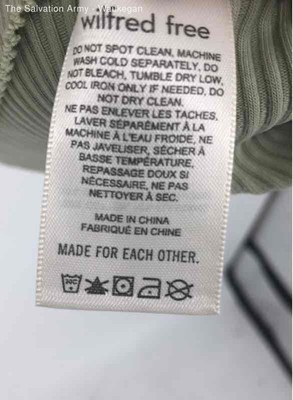 The Salvation Army - Waukegan
wilfred free
DO NOT SPOT CLEAN, MACHINE
WASH COLD SEPARATELY, DO
NOT BLEACH, TUMBLE DRY LOW,
COOL IRON ONLY IF NEEDED, DO
NOT DRY CLEAN.
NE PAS ENLEVER LES TACHES,
LAVER SÉPARÉMENT À LA
MACHINE À L'EAU FROIDE, NE
PAS JAVELISER, SÉCHER À
BASSE TEMPÉRATURE,
REPASSAGE DOUX SI
NÉCESSAIRE, NE PAS
NETTOYER À SEC.
MADE IN CHINA
FABRIQUÉ EN CHINE
MADE FOR EACH OTHER.